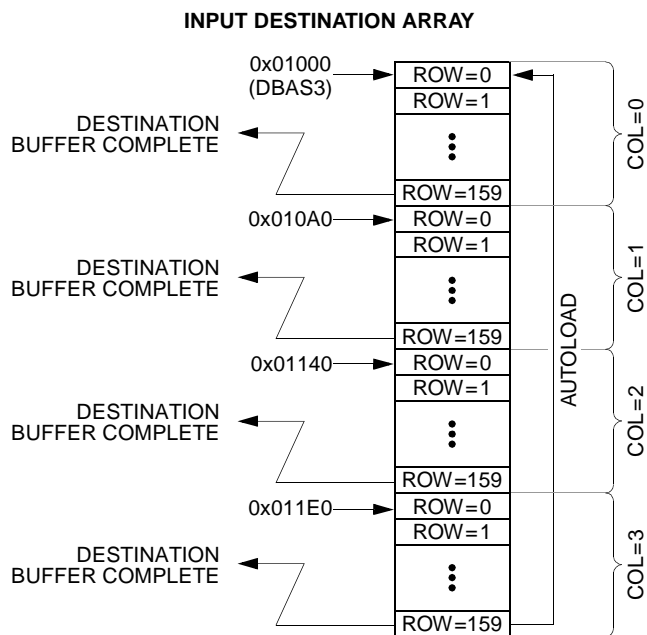 INPUT DESTINATION ARRAY
0x01000
(DBAS3)
ROW=0
ROW=1
DESTINATION
BUFFER COMPLETE
ROW=159
COL=0
0x010A0
ROW=0
ROW=1
DESTINATION
BUFFER COMPLETE
ROW=159
COL=1
AUTOLOAD
0x01140
ROW=0
ROW=1
DESTINATION
BUFFER COMPLETE
ROW=159
COL=2
0x011E0
ROW=0
ROW=1
DESTINATION
BUFFER COMPLETE
ROW=159
COL=3